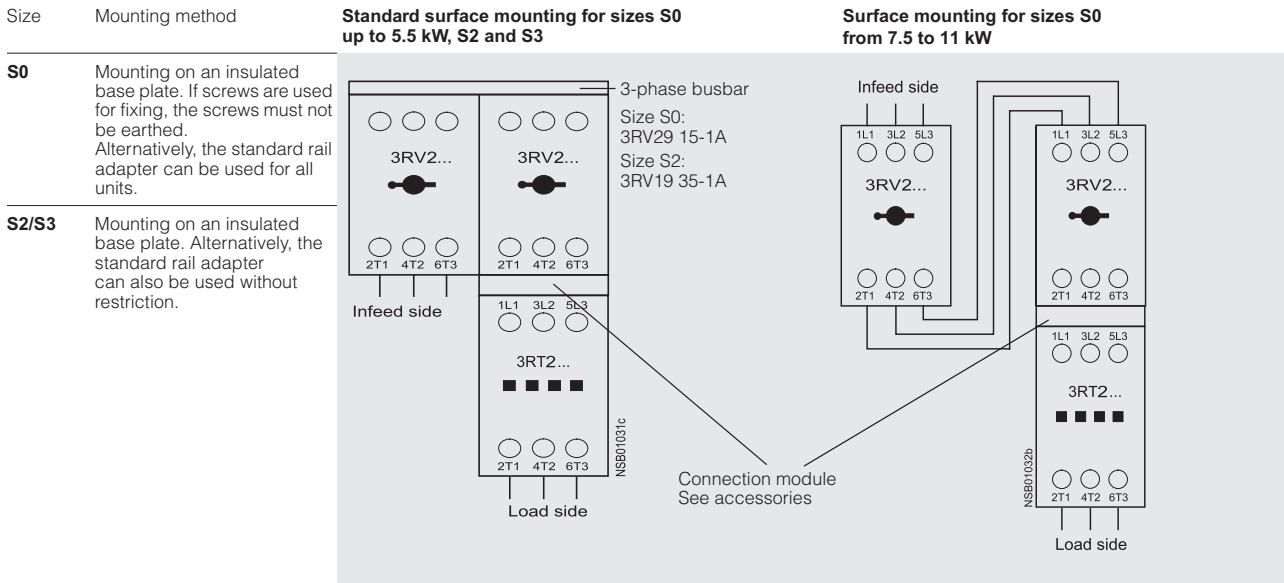 Size Mounting method
S0 Mounting on an insulated
base plate. If screws are used
for fixing, the screws must not
be earthed.
Alternatively, the standard rail
adapter can be used for all
units.
S2/S3 Mounting on an insulated
base plate. Alternatively, the
standard rail adapter
can also be used without
restriction.
Standard surface mounting for sizes S0
up to 5.5 kW, S2 and S3
3-phase busbar
Size S0:
3RV29 15-1A
Size S2:
3RV19 35-1A
3RV2... 3RV2...
2T1 4T2 6T3 2T1 4T2 6T3
Infeed side
1L1 3L2 5L3
3RT2...
2T1 4T2 6T3
Load side
NSB01031c
Connection module
See accessories
Surface mounting for sizes S0
from 7.5 to 11 kW
Infeed side
1L1 3L2 5L3 1L1 3L2 5L3
3RV2... 3RV2...
2T1 4T2 6T3 2T1 4T2 6T3
1L1 3L2 5L3
3RT2...
2T1 4T2 6T3
Load side
NSB01032b